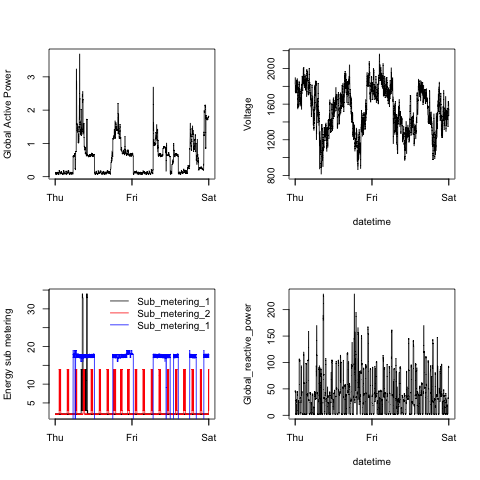 Global Active Power
3
2
1
0
Thu
Fri
Sat
Voltage
2000
1600
1200
800
Thu
Fri
Sat
datetime
Energy sub metering
30
20
10
5
Sub_metering_1
Sub_metering_2
Sub_metering_1
Thu
Fri
Sat
Global_reactive_power
200
150
100
50
0
Thu
Fri
Sat
datetime